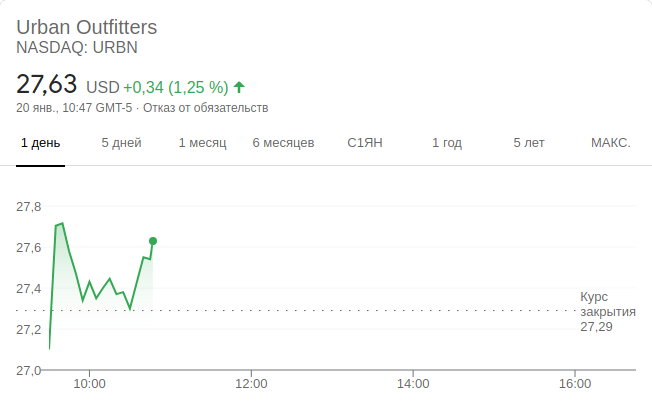 Urban Outfitters
NASDAQ: URBN
27,63 USD +0,34 (1,25 %)
20 янв., 10:47 GMT-5 · Отказ от обязательств
1 день 5 дней 1 месяц 6 месяцев С1ЯН 1 год 5 лет МАКС.
27,8
27,6
27,4
27,2
27,0
Курс
закрытия
27,29
10:00 12:00 14:00 16:00